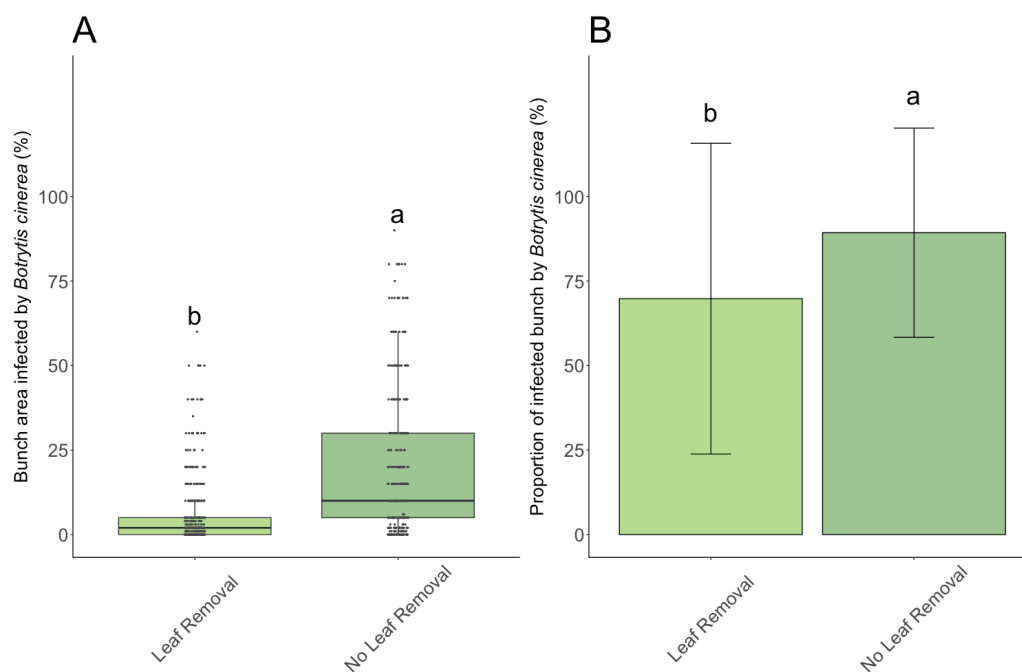 A
Bunch area infected by Botrytis cinerea (%)
100
75
50
25
0
b
a
Leaf Removal
No Leaf Removal
B
Proportion of infected bunch by Botrytis cinerea (%)
100
75
50
25
0
b
a
Leaf Removal
No Leaf Removal